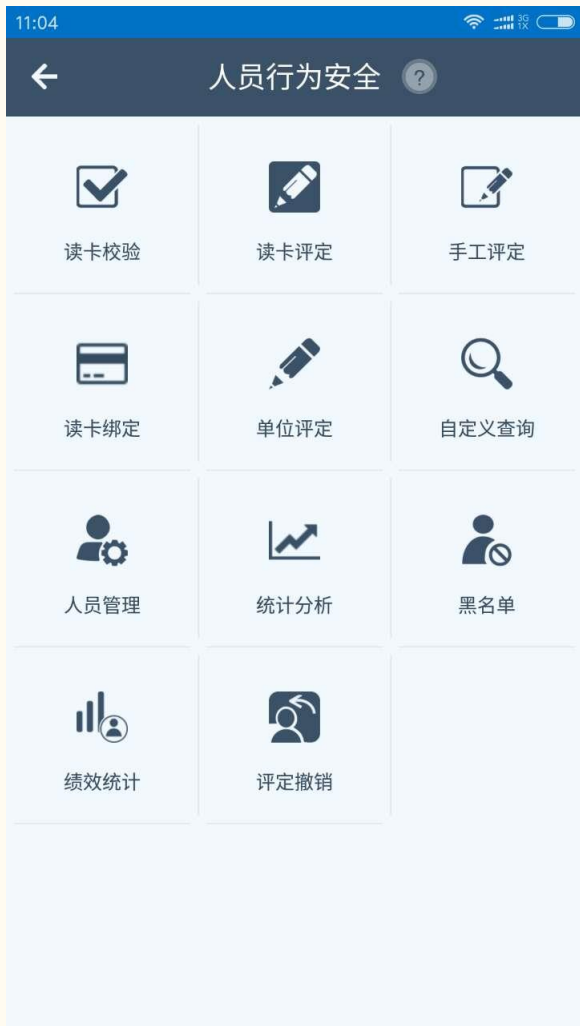 11:04
3G
1X
人员行为安全 ?
读卡校验 读卡评定 手工评定
读卡绑定 单位评定 自定义查询
人员管理 统计分析 黑名单
绩效统计 评定撤销